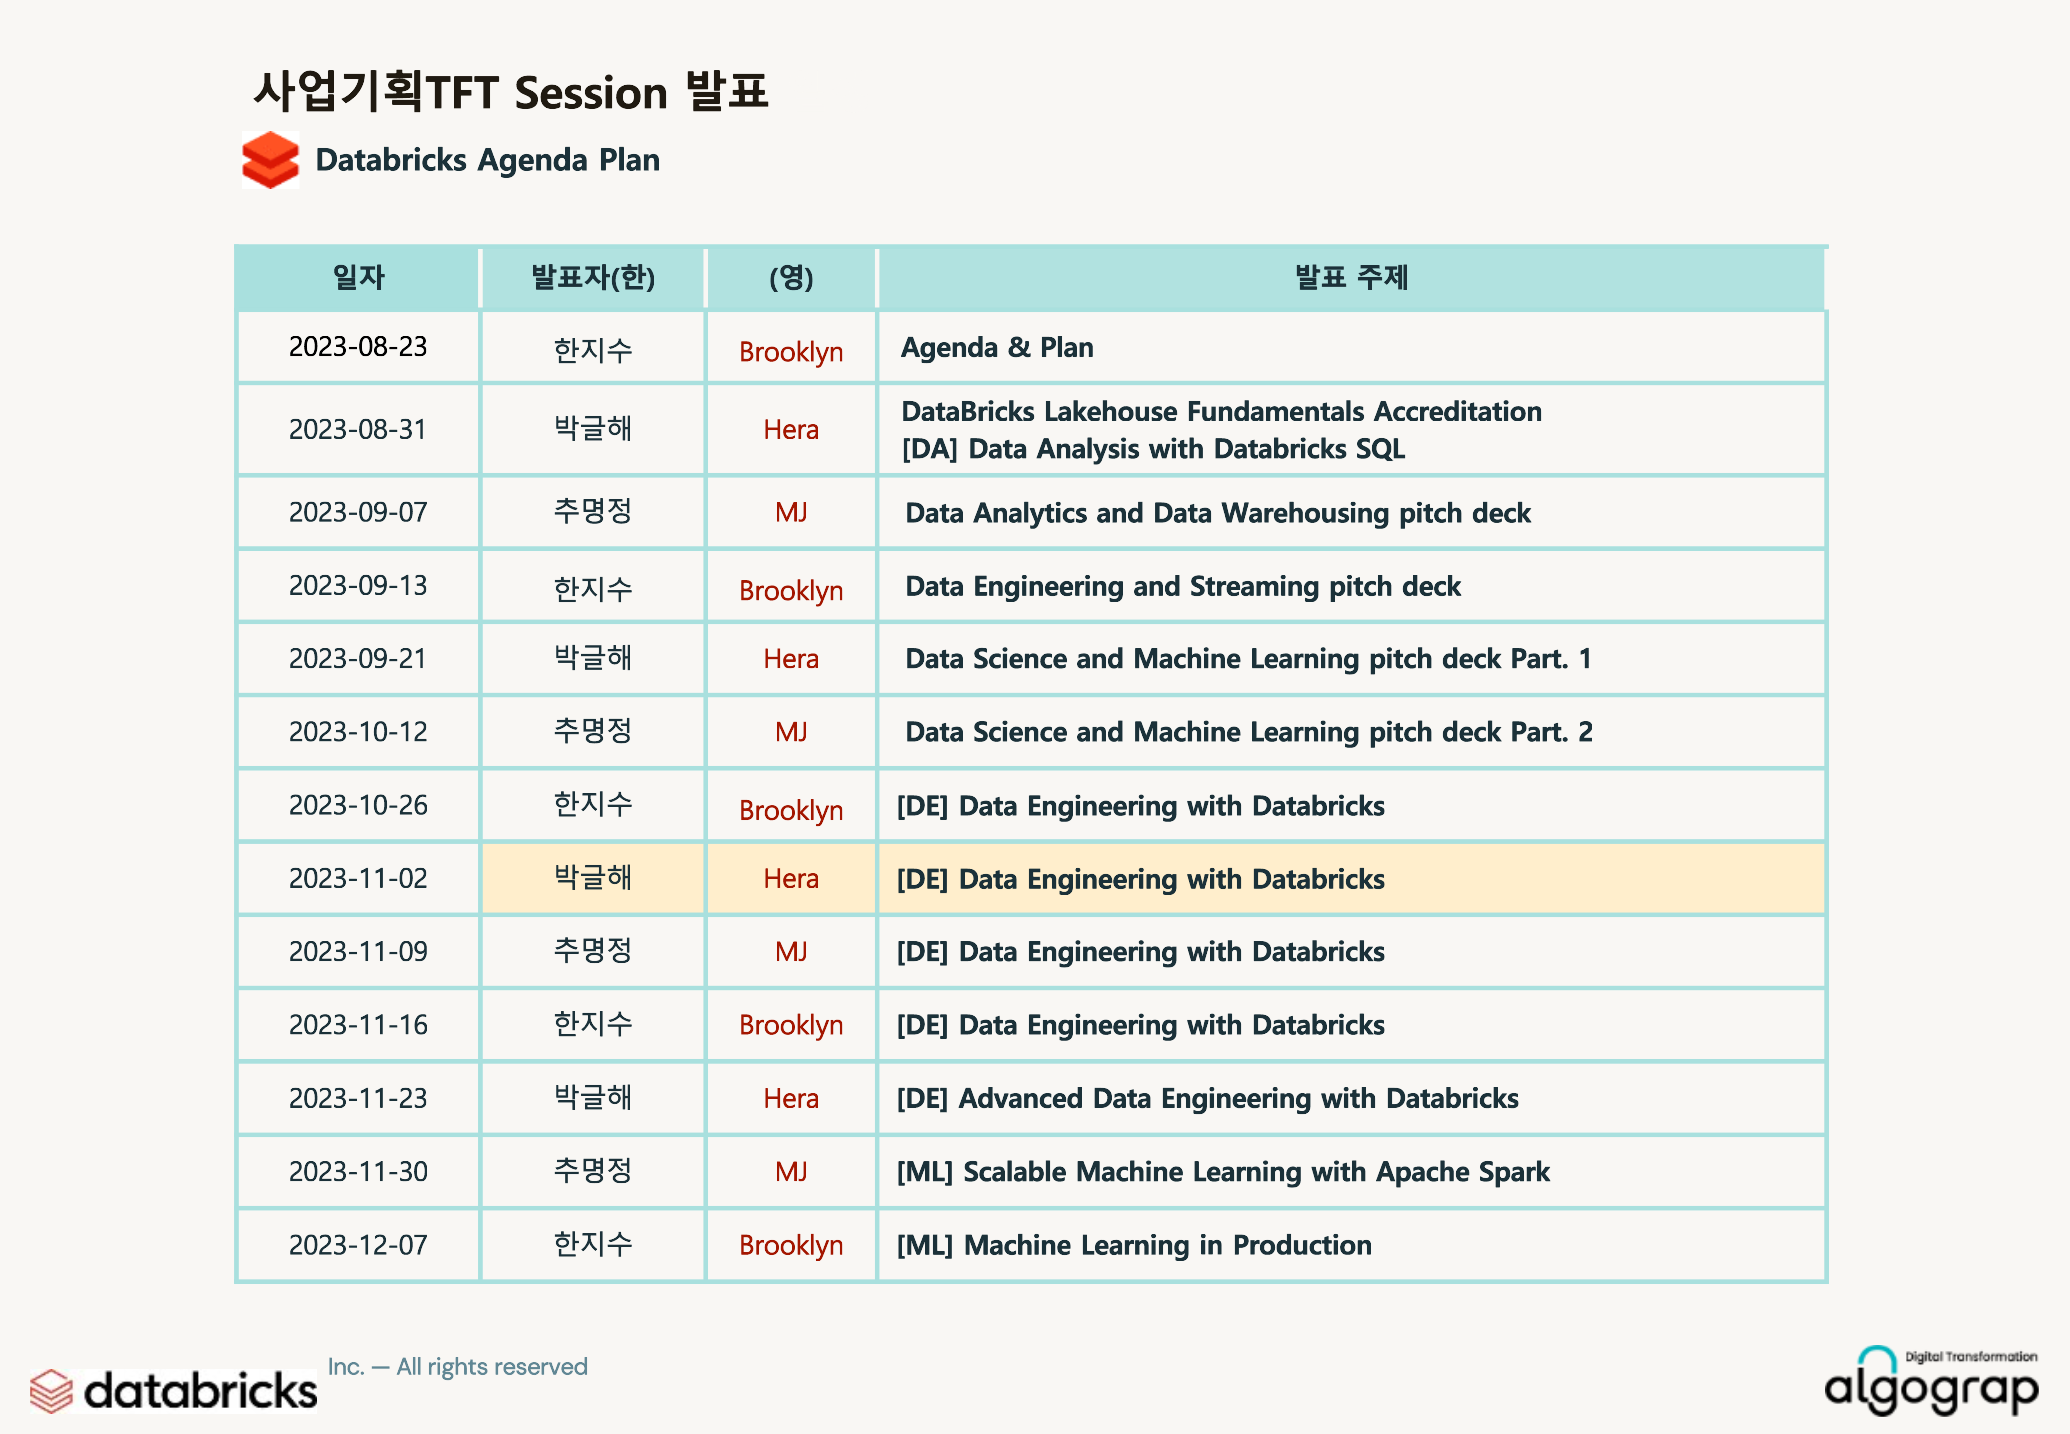 사업기획TFT Session 발표
Databricks Agenda Plan
일자 발표자(한) (영) 발표 주제
2023-08-23 한지수 Brooklyn Agenda & Plan
2023-08-31 박글해 Hera DataBricks Lakehouse Fundamentals Accreditation
[DA] Data Analysis with Databricks SQL
2023-09-07 추명정 MJ Data Analytics and Data Warehousing pitch deck
2023-09-13 한지수 Brooklyn Data Engineering and Streaming pitch deck
2023-09-21 박글해 Hera Data Science and Machine Learning pitch deck Part. 1
2023-10-12 추명정 MJ Data Science and Machine Learning pitch deck Part. 2
2023-10-26 한지수 Brooklyn [DE] Data Engineering with Databricks
2023-11-02 박글해 Hera [DE] Data Engineering with Databricks
2023-11-09 추명정 MJ [DE] Data Engineering with Databricks
2023-11-16 한지수 Brooklyn [DE] Data Engineering with Databricks
2023-11-23 박글해 Hera [DE] Advanced Data Engineering with Databricks
2023-11-30 추명정 MJ [ML] Scalable Machine Learning with Apache Spark
2023-12-07 한지수 Brooklyn [ML] Machine Learning in Production
databricks Inc. — All rights reserved
Digital Transformation
algograp